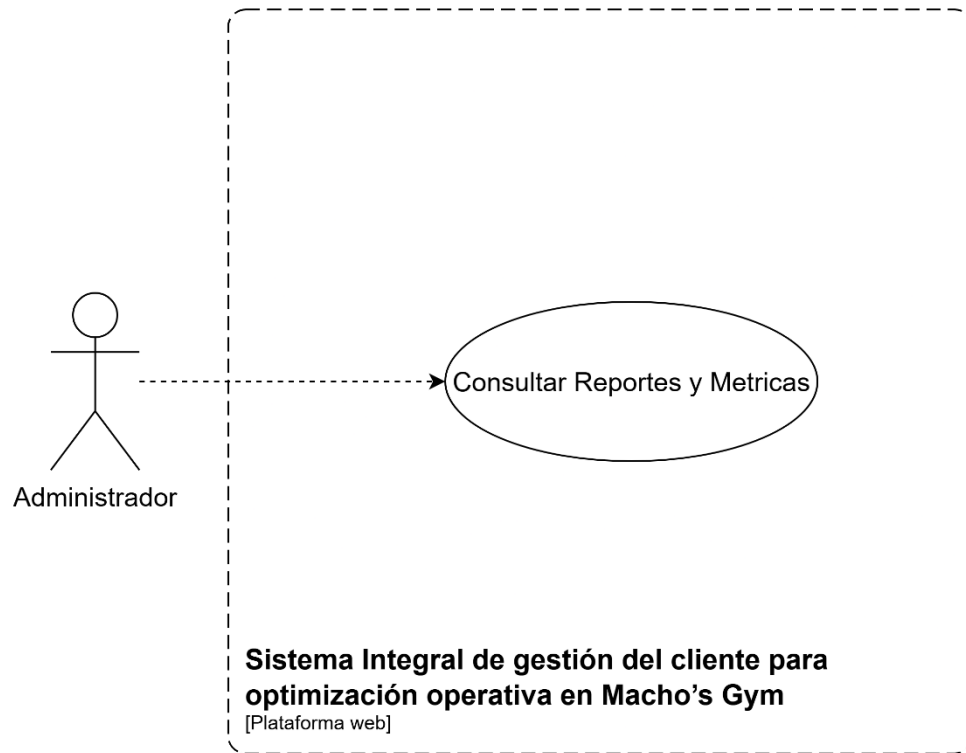 Consultar Reportes y Metricas
Administrador
Sistema Integral de gestión del cliente para
optimización operativa en Macho's Gym
[Plataforma web]